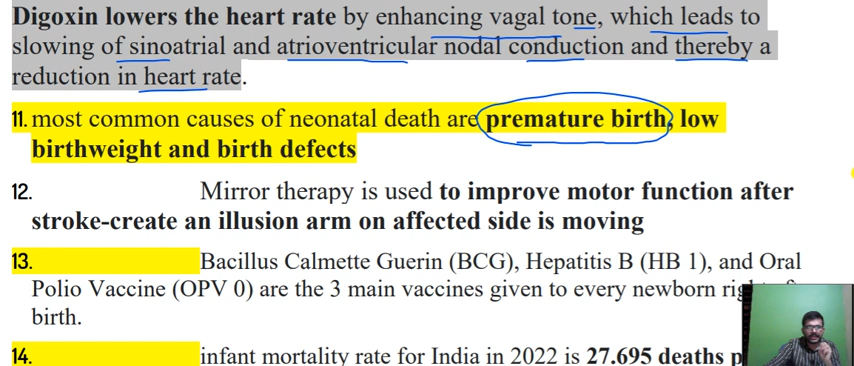 Digoxin lowers the heart rate by enhancing vagal tone, which leads to
slowing of sinoatrial and atrioventricular nodal conduction and thereby a
reduction in heart rate.
11. most common causes of neonatal death are premature birth, low
birthweight and birth defects
12. Mirror therapy is used to improve motor function after
stroke-create an illusion arm on affected side is moving
13. Bacillus Calmette Guerin (BCG), Hepatitis B (HB 1), and Oral
Polio Vaccine (OPV 0) are the 3 main vaccines given to every newborn
birth.
14. infant mortality rate for India in 2022 is 27.695 deaths